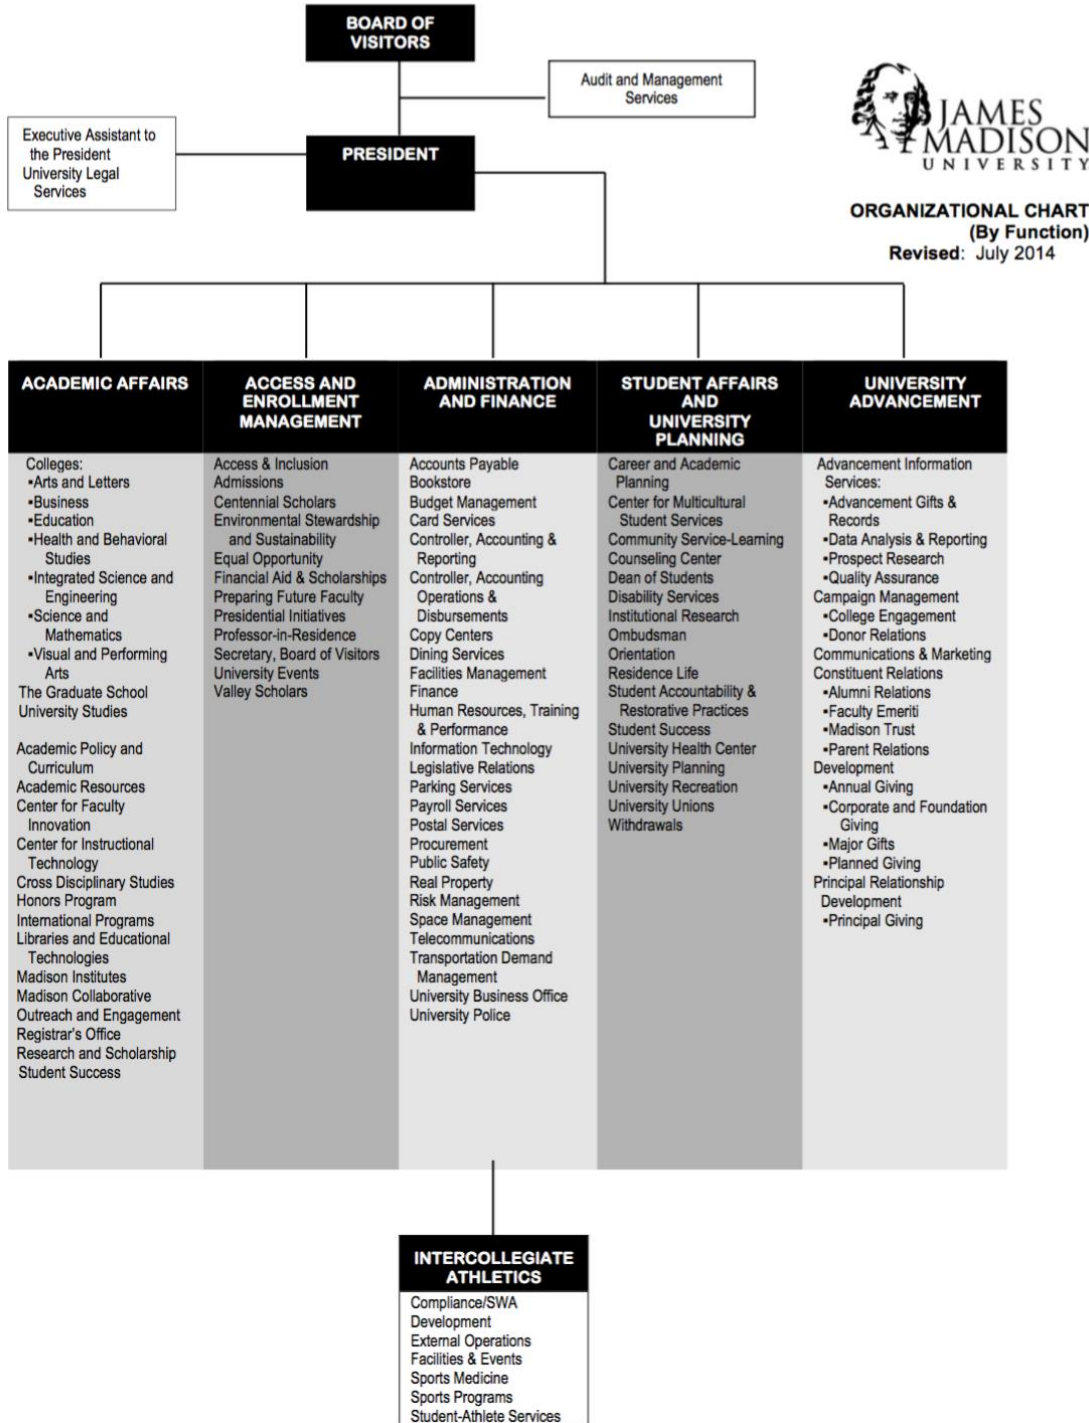 BOARD OF
VISITORS
Audit and Management
Services
JAMES
MADISON
UNIVERSITY
Executive Assistant to
the President
University Legal
Services
PRESIDENT
ORGANIZATIONAL CHART
(By Function)
Revised: July 2014
ACADEMIC AFFAIRS
Colleges:
▪Arts and Letters
▪Business
▪Education
▪Health and Behavioral
Studies
▪Integrated Science and
Engineering
▪Science and
Mathematics
▪Visual and Performing
Arts
The Graduate School
University Studies
Academic Policy and
Curriculum
Academic Resources
Center for Faculty
Innovation
Center for Instructional
Technology
Cross Disciplinary Studies
Honors Program
International Programs
Libraries and Educational
Technologies
Madison Institutes
Madison Collaborative
Outreach and Engagement
Registrar's Office
Research and Scholarship
Student Success
ACCESS AND
ENROLLMENT
MANAGEMENT
Access & Inclusion
Admissions
Centennial Scholars
Environmental Stewardship
and Sustainability
Equal Opportunity
Financial Aid & Scholarships
Preparing Future Faculty
Presidential Initiatives
Professor-in-Residence
Secretary, Board of Visitors
University Events
Valley Scholars
ADMINISTRATION
AND FINANCE
Accounts Payable
Bookstore
Budget Management
Card Services
Controller, Accounting &
Reporting
Controller, Accounting
Operations &
Disbursements
Copy Centers
Dining Services
Facilities Management
Finance
Human Resources, Training
& Performance
Information Technology
Legislative Relations
Parking Services
Payroll Services
Postal Services
Procurement
Public Safety
Real Property
Risk Management
Space Management
Telecommunications
Transportation Demand
Management
University Business Office
University Police
STUDENT AFFAIRS
AND
UNIVERSITY
PLANNING
Career and Academic
Planning
Center for Multicultural
Student Services
Community Service-Learning
Counseling Center
Dean of Students
Disability Services
Institutional Research
Ombudsman
Orientation
Residence Life
Student Accountability &
Restorative Practices
Student Success
University Health Center
University Planning
University Recreation
University Unions
Withdrawals
UNIVERSITY
ADVANCEMENT
Advancement Information
Services:
▪Advancement Gifts &
Records
▪Data Analysis & Reporting
▪Prospect Research
▪Quality Assurance
Campaign Management
▪College Engagement
▪Donor Relations
Communications & Marketing
Constituent Relations
▪Alumni Relations
▪Faculty Emeriti
▪Madison Trust
▪Parent Relations
Development
▪Annual Giving
▪Corporate and Foundation
Giving
▪Major Gifts
▪Planned Giving
Principal Relationship
Development
▪Principal Giving
INTERCOLLEGIATE
ATHLETICS
Compliance/SWA
Development
External Operations
Facilities & Events
Sports Medicine
Sports Programs
Student-Athlete Services